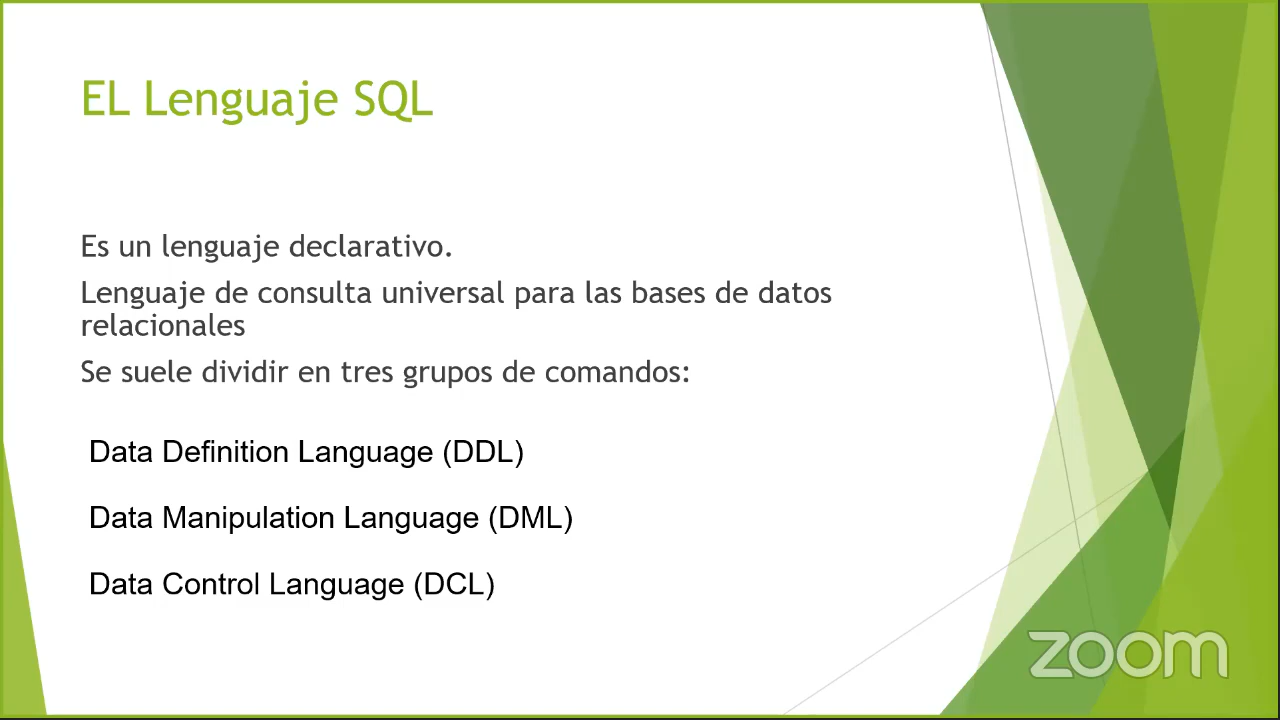 EL Lenguaje SQL
Es un lenguaje declarativo.
Lenguaje de consulta universal para las bases de datos
relacionales
Se suele dividir en tres grupos de comandos:
Data Definition Language (DDL)
Data Manipulation Language (DML)
Data Control Language (DCL)
zoom